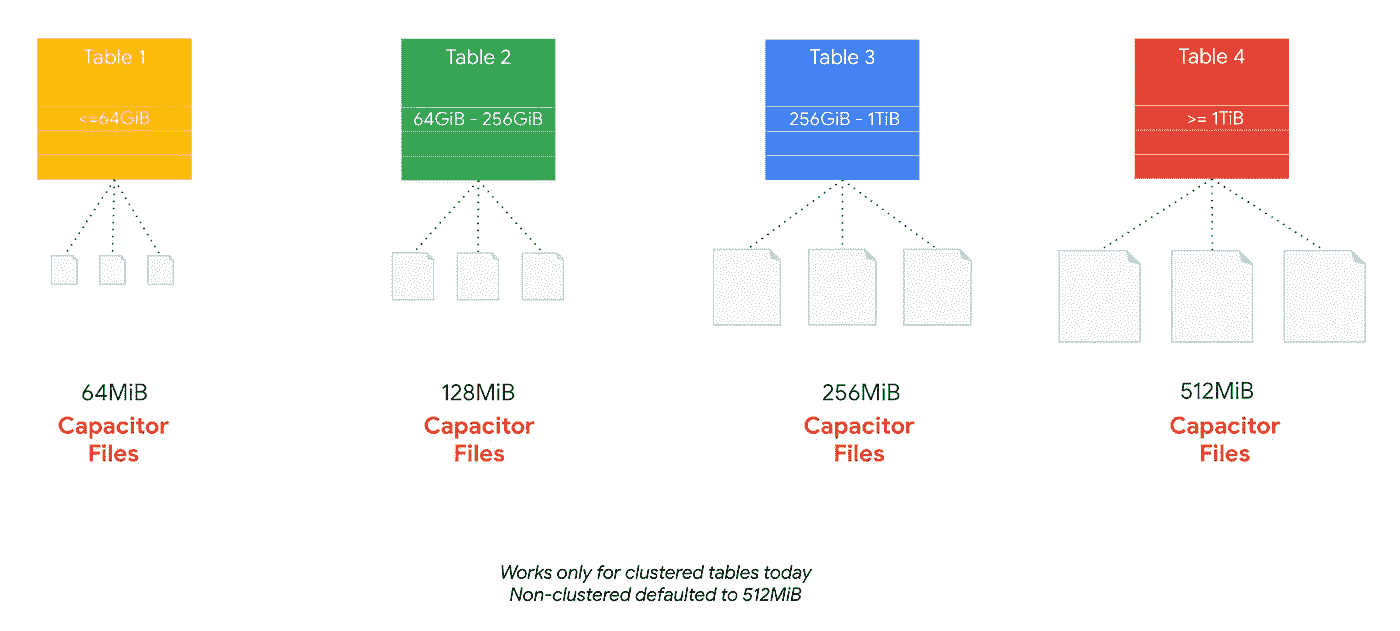 Table 1
<=64GiB
64MiB
Capacitor
Files
Table 2
64GiB - 256GiB
128MiB
Capacitor
Files
Table 3
256GiB - 1TiB
256MiB
Capacitor
Files
Table 4
>= 1TiB
512MiB
Capacitor
Files
Works only for clustered tables today
Non-clustered defaulted to 512MiB